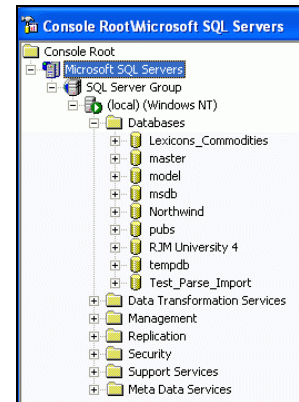 Console Root\Microsoft SQL Servers
Console Root
Microsoft SQL Servers
SQL Server Group
(local) (Windows NT)
Databases
Lexicons_Commodities
master
model
msdb
Northwind
pubs
RJM University 4
tempdb
Test_Parse_Import
Data Transformation Services
Management
Replication
Security
Support Services
Meta Data Services